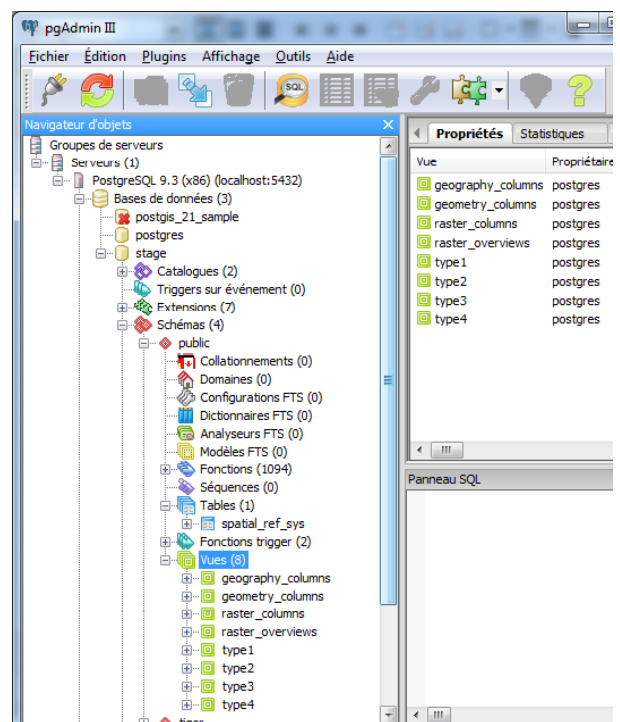 pgAdmin III
Fichier Édition Plugins Affichage Outils Aide
SQL
Navigateur d'objets
Groupes de serveurs
Serveurs (1)
PostgreSQL 9.3 (x86) (localhost:5432)
Bases de données (3)
postgis_21_sample
postgres
stage
Catalogues (2)
Triggers sur événement (0)
Extensions (7)
Schémas (4)
public
Collationnements (0)
Domaines (0)
Configurations FTS (0)
Dictionnaires FTS (0)
Analyseurs FTS (0)
Modèles FTS (0)
Fonctions (1094)
Séquences (0)
Tables (1)
spatial_ref_sys
Fonctions trigger (2)
Vues (8)
geography_columns
geometry_columns
raster_columns
raster_overviews
type1
type2
type3
type4
tiger
Propriétés Statistiques
Vue Propriétaire
geography_columns postgres
geometry_columns postgres
raster_columns postgres
raster_overviews postgres
type1 postgres
type2 postgres
type3 postgres
type4 postgres
Panneau SQL